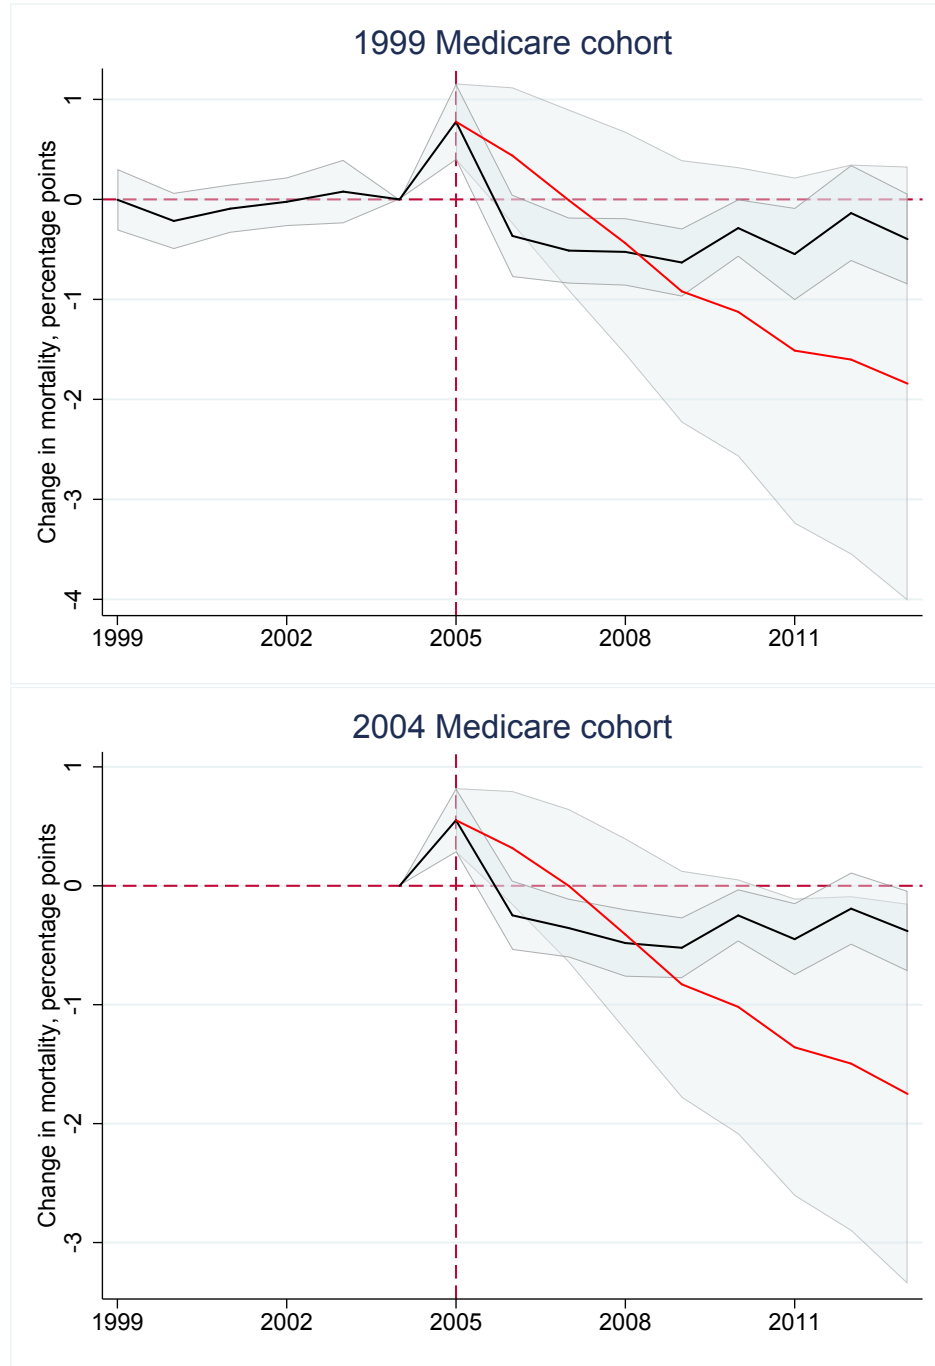 1999 Medicare cohort
Change in mortality, percentage points
1
0
-1
-2
-3
-4
1999 2002 2005 2008 2011
2004 Medicare cohort
Change in mortality, percentage points
1
0
-1
-2
-3
1999 2002 2005 2008 2011